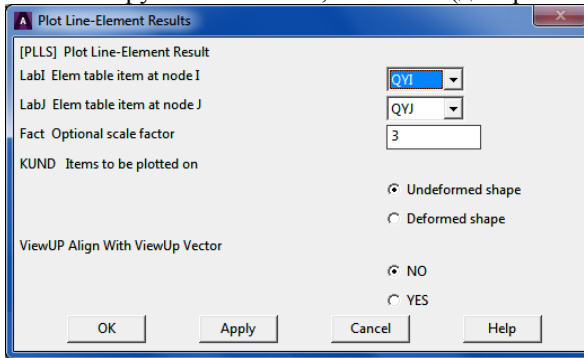 Plot Line-Element Results
[PLLS] Plot Line-Element Result
LabI Elem table item at node I
QYI
LabJ Elem table item at node J
QYJ
Fact Optional scale factor
3
KUND Items to be plotted on
Undeformed shape
Deformed shape
ViewUP Align With ViewUp Vector
NO
YES
OK Apply Cancel Help